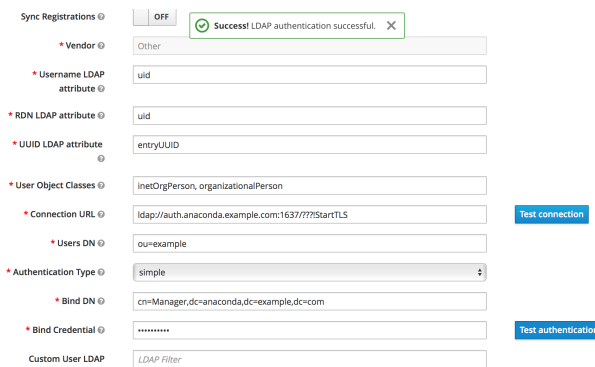 Sync Registrations OFF
Success! LDAP authentication successful.
* Vendor Other
* Username LDAP
attribute uid
* RDN LDAP attribute uid
* UUID LDAP attribute entryUUID
* User Object Classes inetOrgPerson, organizationalPerson
* Connection URL ldap://auth.anaconda.example.com:1637/???!StartTLS Test connection
* Users DN ou=example
* Authentication Type simple
* Bind DN cn=Manager,dc=anaconda,dc=example,dc=com
* Bind Credential •••••••••• Test authentication
Custom User LDAP LDAP Filter